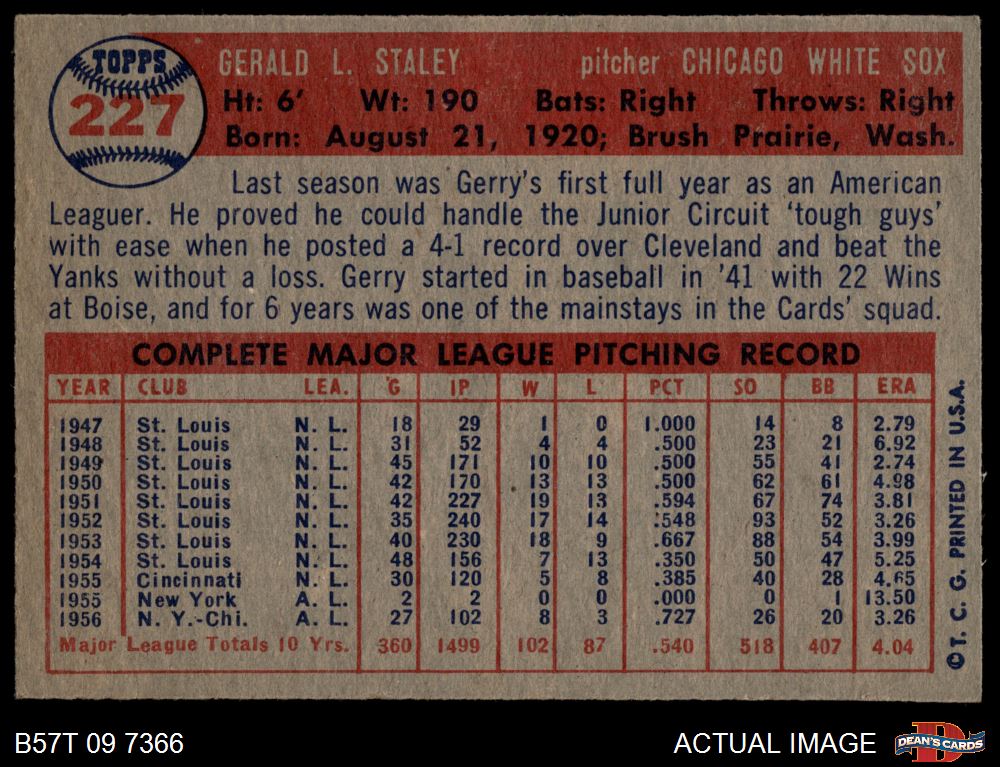 TOPPS
227
GERALD L. STALEY pitcher CHICAGO WHITE SOX
Ht: 6' Wt: 190 Bats: Right Throws: Right
Born: August 21, 1920; Brush Prairie, Wash.
Last season was Gerry's first full year as an American
Leaguer. He proved he could handle the Junior Circuit 'tough guys'
with ease when he posted a 4-1 record over Cleveland and beat the
Yanks without a loss. Gerry started in baseball in '41 with 22 Wins
at Boise, and for 6 years was one of the mainstays in the Cards' squad.
COMPLETE MAJOR LEAGUE PITCHING RECORD
YEAR CLUB LEA. G IP W L PCT SO BB ERA
1947 St. Louis N. L. 18 29 1 0 1.000 14 8 2.79
1948 St. Louis N. L. 31 52 4 4 .500 23 21 6.92
1949 St. Louis N. L. 45 171 10 10 .500 55 41 2.74
1950 St. Louis N. L. 42 170 13 13 .500 62 61 4.98
1951 St. Louis N. L. 42 227 19 13 .594 67 74 3.81
1952 St. Louis N. L. 35 240 17 14 .548 93 52 3.26
1953 St. Louis N. L. 40 230 18 9 .667 88 54 3.99
1954 St. Louis N. L. 48 156 7 13 .350 50 47 5.25
1955 Cincinnati N. L. 30 120 5 8 .385 40 28 4.65
1955 New York A. L. 2 2 0 0 .000 0 1 13.50
1956 N. Y.-Chi. A. L. 27 102 8 3 .727 26 20 3.26
Major League Totals 10 Yrs. 360 1499 102 87 .540 518 407 4.04
© T. C. G. PRINTED IN U.S.A.
B57T 09 7366 ACTUAL IMAGE DEAN'S CARDS